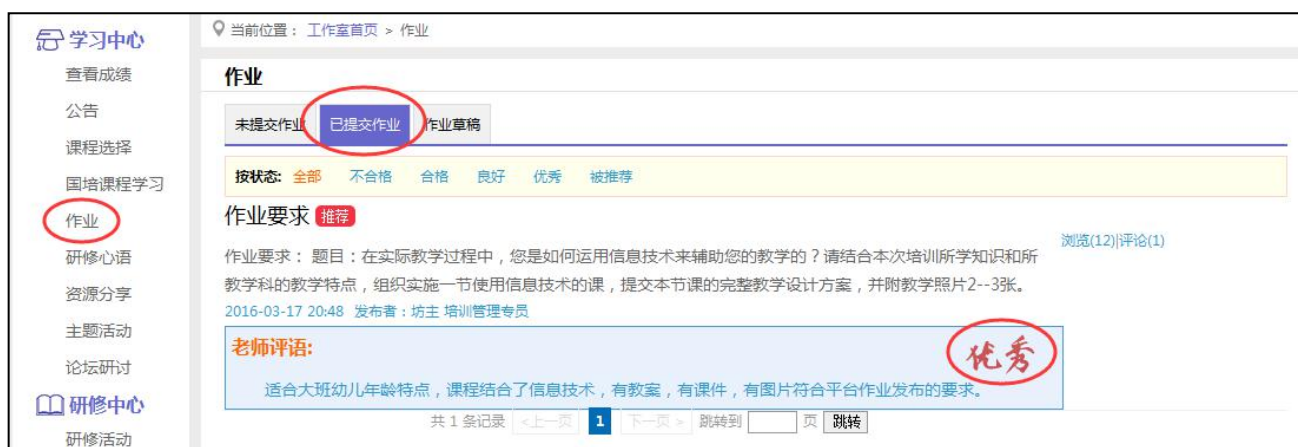 学习中心
查看成绩
公告
课程选择
国培课程学习
作业
研修心语
资源分享
主题活动
论坛研讨
研修中心
研修活动
当前位置： 工作室首页 > 作业
作业
未提交作业 已提交作业 作业草稿
按状态: 全部 不合格 合格 良好 优秀 被推荐
作业要求 推荐
浏览(12)|评论(1)
作业要求： 题目：在实际教学过程中，您是如何运用信息技术来辅助您的教学的？请结合本次培训所学知识和所
教学科的教学特点，组织实施一节使用信息技术的课，提交本节课的完整教学设计方案，并附教学照片2--3张。
2016-03-17 20:48 发布者：坊主 培训管理专员
老师评语:
优秀
适合大班幼儿年龄特点，课程结合了信息技术，有教案，有课件，有图片符合平台作业发布的要求。
共 1 条记录 <上一页 1 下一页 > 跳转到 页 跳转